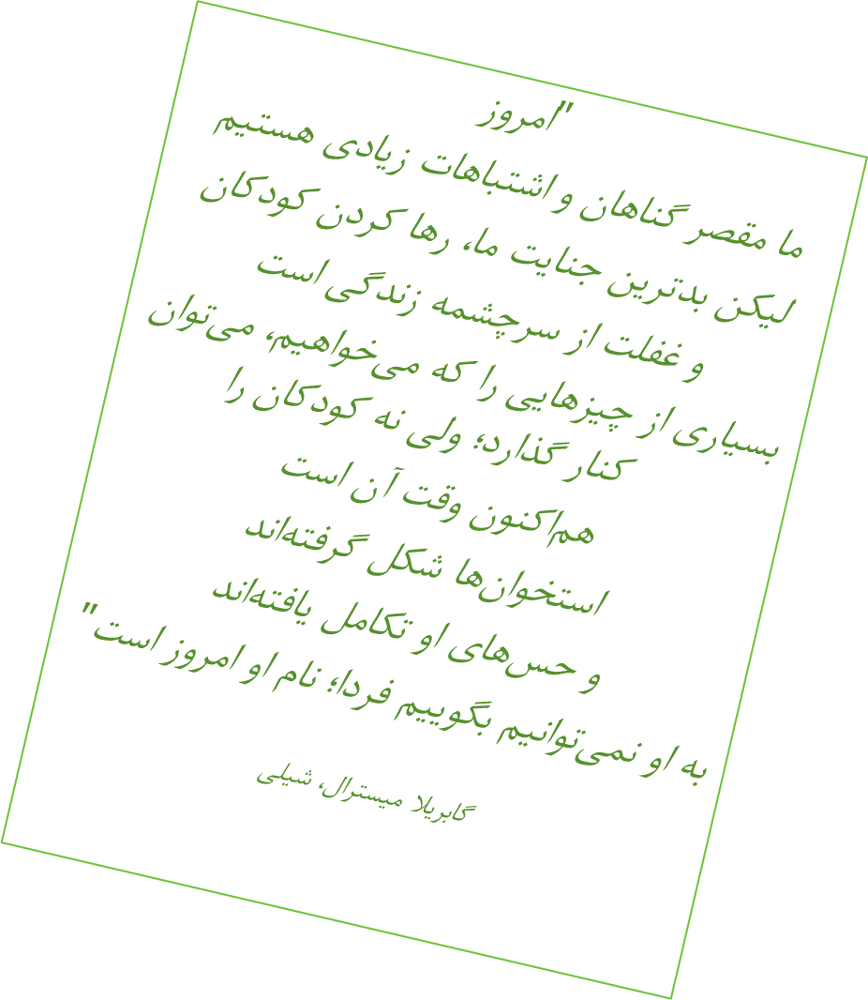 "امروز
ما مقصر گناهان و اشتباهات زیادی هستیم
لیکن بدترین جنایت ما، رها کردن کودکان
و غفلت از سرچشمه زندگی است
بسیاری از چیزهایی را که می‌خواهیم، می‌توان
کنار گذارد؛ ولی نه کودکان را
هم‌اکنون وقت آن است
استخوان‌ها شکل گرفته‌اند
و حس‌های او تکامل یافته‌اند
به او نمی‌توانیم بگوییم فردا؛ نام او امروز است"
گابریلا میسترال، شیلی